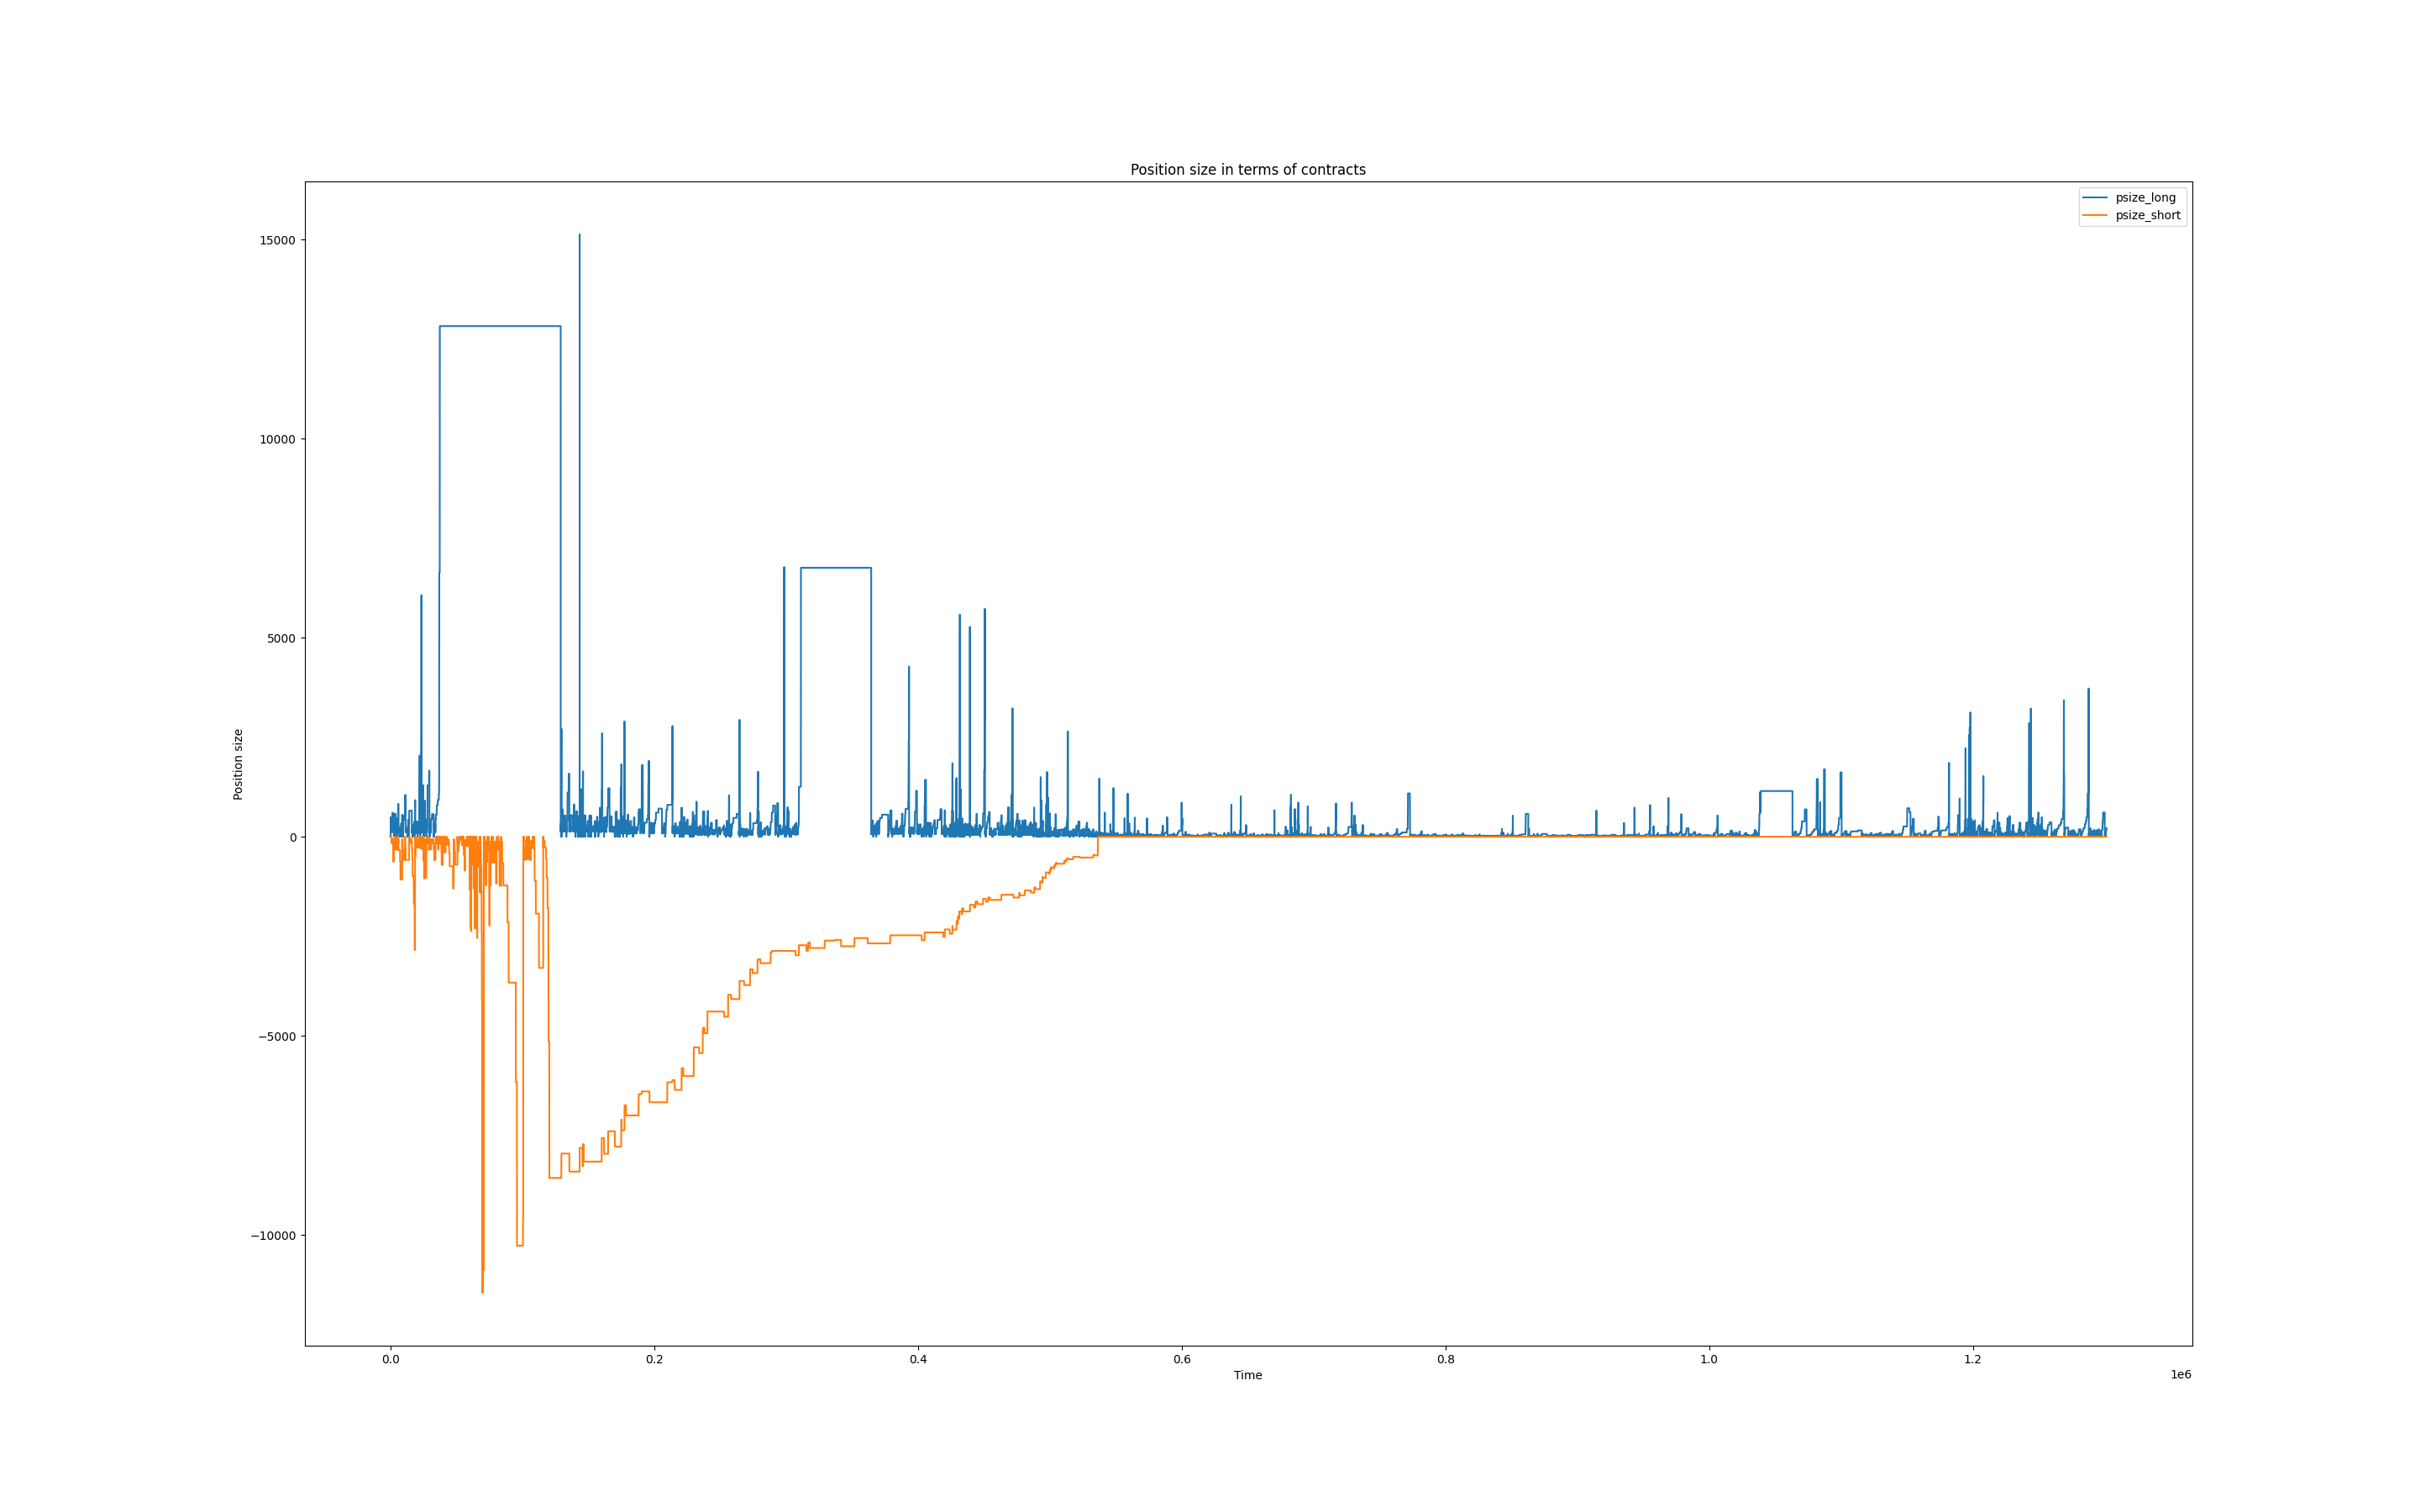 Position size in terms of contracts
psize_long
psize_short
15000
10000
5000
0
−5000
−10000
Position size
0.0
0.2
0.4
0.6
0.8
1.0
1.2
1e6
Time